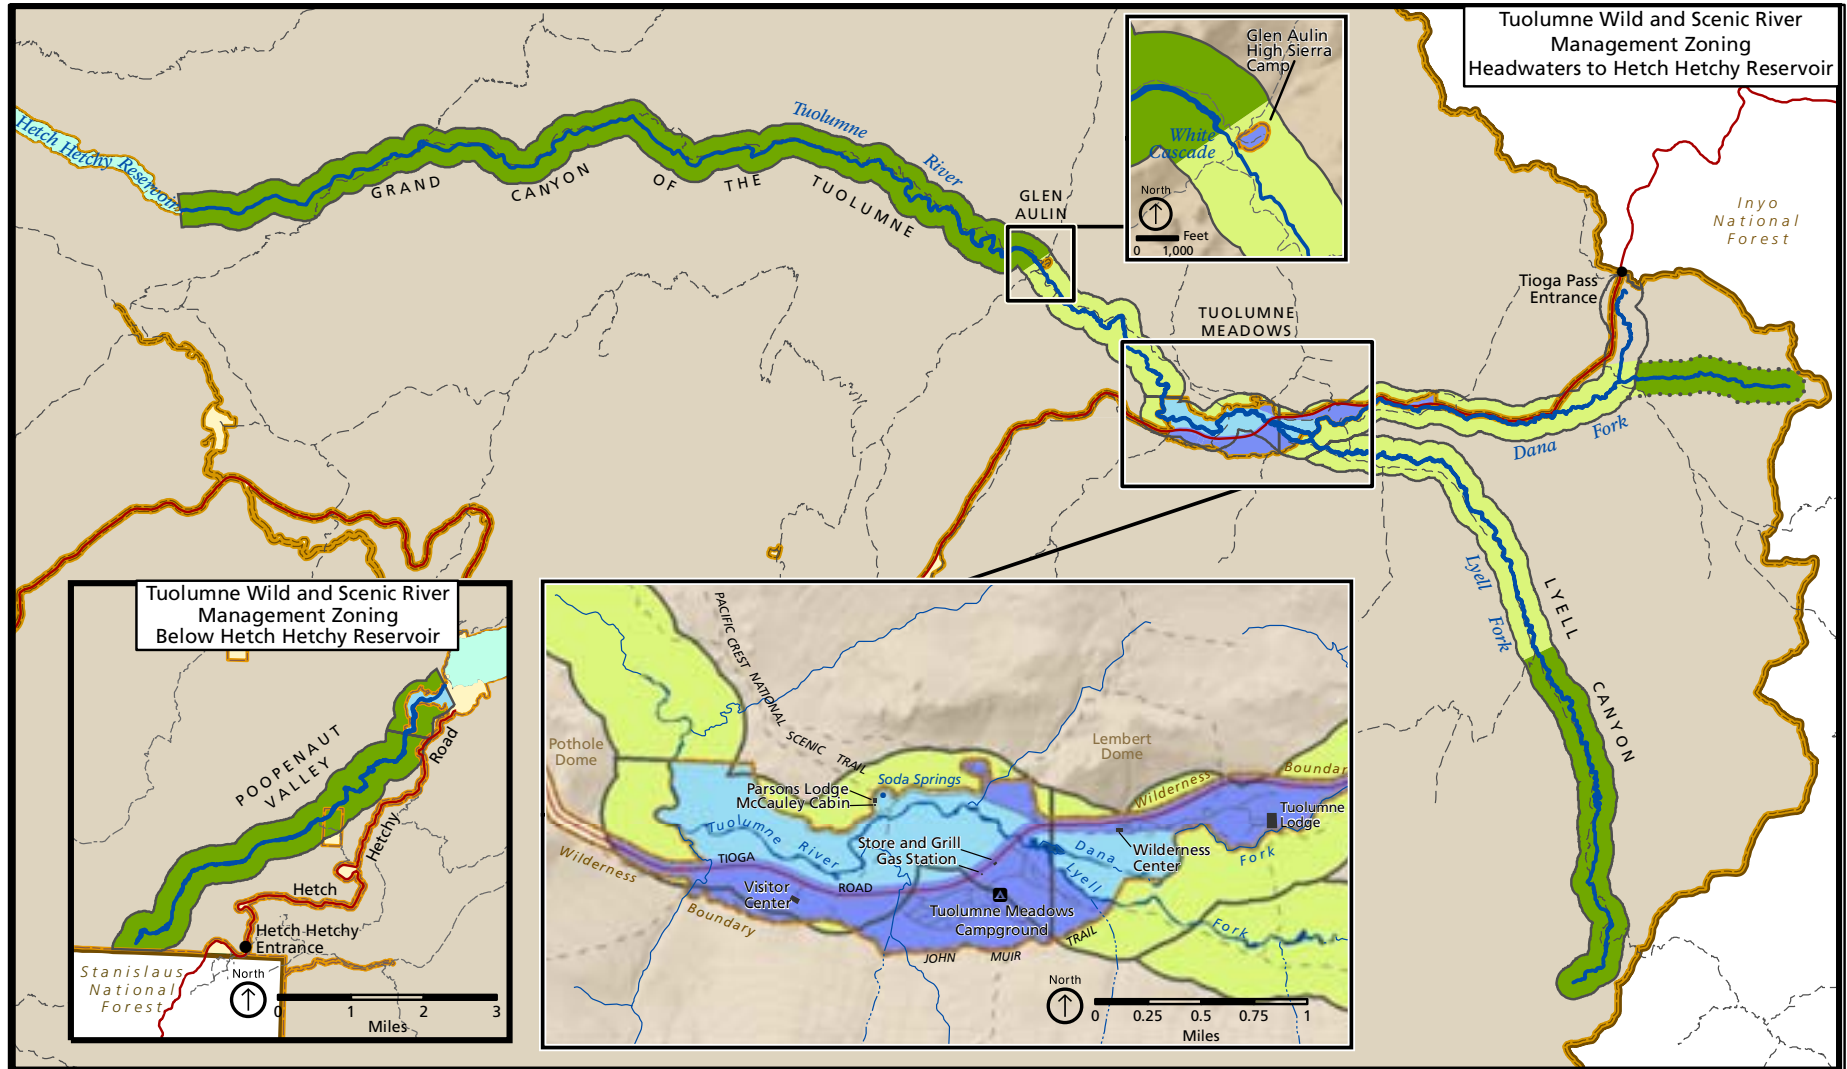 Tuolumne Wild and Scenic River
Management Zoning
Headwaters to Hetch Hetchy Reservoir
Glen Aulin
High Sierra
Camp
White
Cascade
North
Feet
0 1,000
Hetch Hetchy Reservoir
Tuolumne
River
GRAND CANYON OF THE TUOLUMNE
GLEN
AULIN
Inyo
National
Forest
Tioga Pass
Entrance
TUOLUMNE
MEADOWS
Dana Fork
Lyell
Fork
LYELL
CANYON
Tuolumne Wild and Scenic River
Management Zoning
Below Hetch Hetchy Reservoir
POOPENAUT
VALLEY
Road
Hetchy
Hetch
Hetch Hetchy
Entrance
Stanislaus
National
Forest
North
0 1 2 3
Miles
PACIFIC CREST NATIONAL SCENIC TRAIL
Pothole
Dome
Lembert
Dome
Soda Springs
Parsons Lodge
McCauley Cabin
Wilderness Boundar
Tuolumne
Lodge
Tuolumne
River
Store and Grill
Gas Station
Dana
Fork
Wilderness
Center
Lyell
Fork
TIOGA
ROAD
Wilderness
Boundary
Visitor
Center
Tuolumne Meadows
Campground
JOHN MUIR TRAIL
North
0 0.25 0.5 0.75 1
Miles